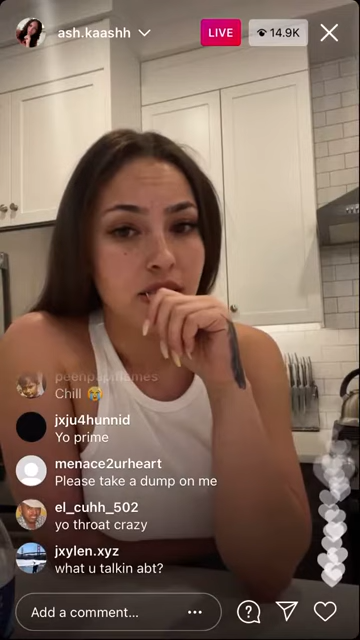 ash.kaashh
LIVE
14.9K
peenpapiflames
Chill 😭
jxju4hunnid
Yo prime
menace2urheart
Please take a dump on me
el_cuhh_502
yo throat crazy
jxylen.xyz
what u talkin abt?
Add a comment...